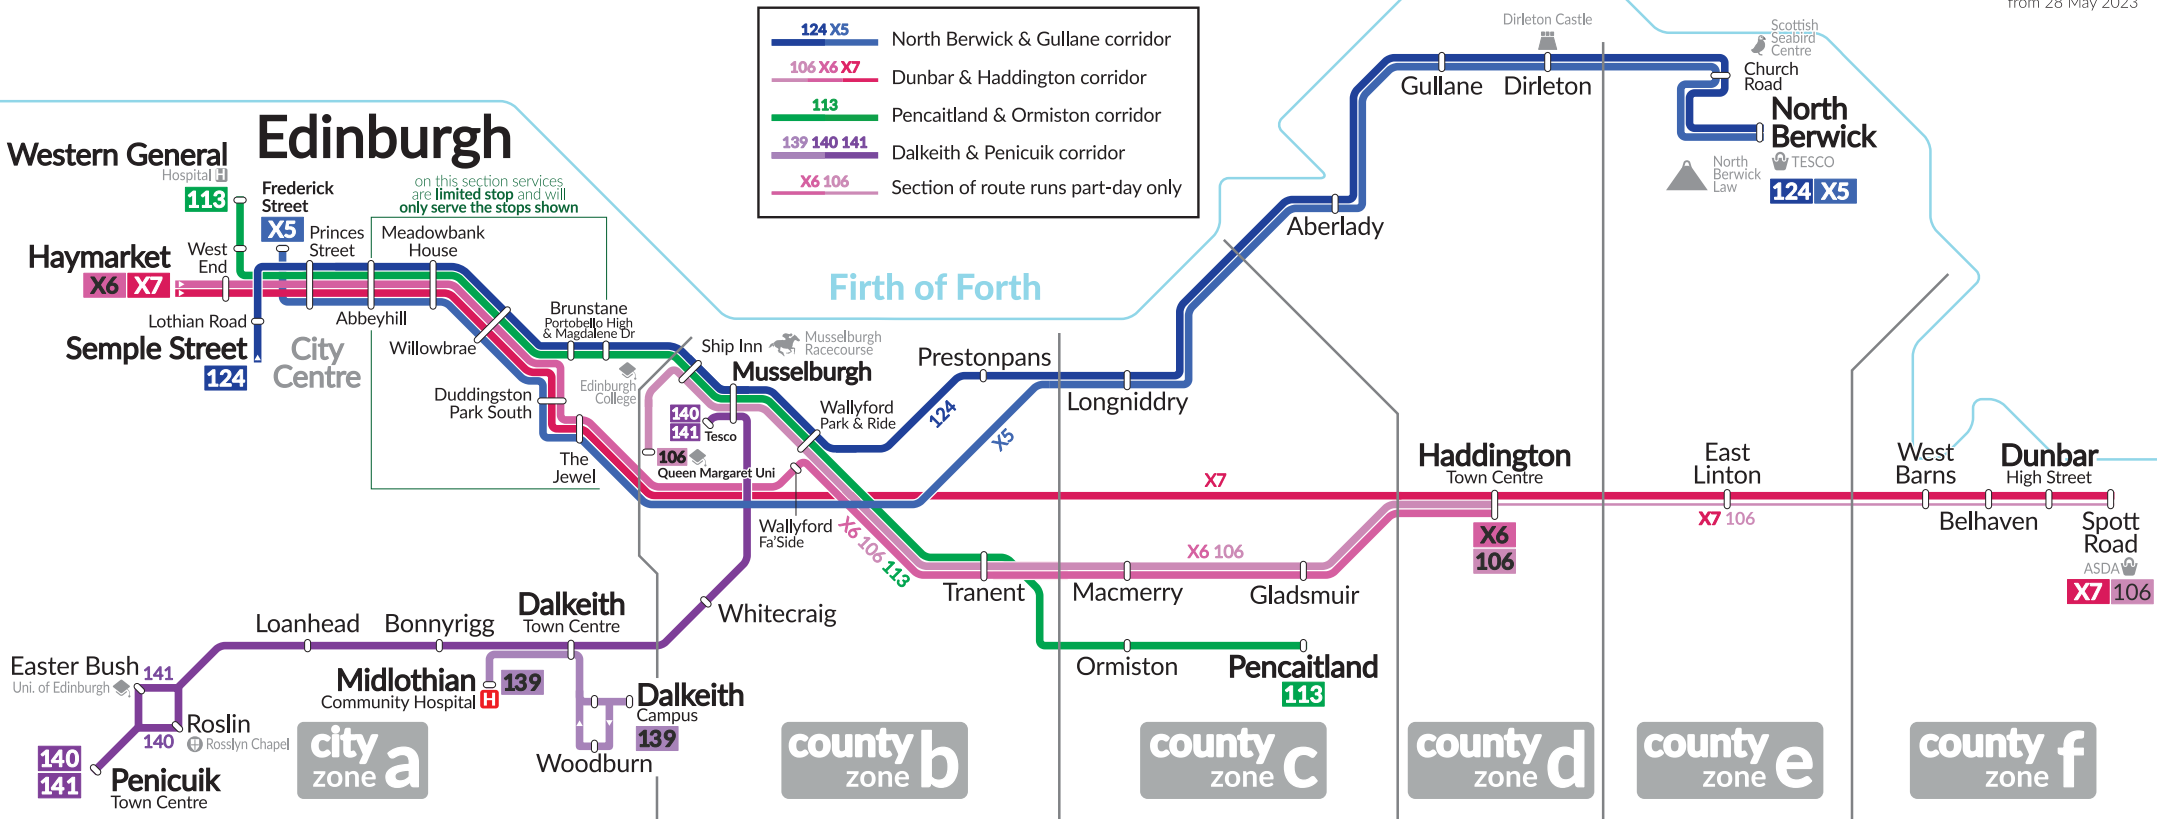 from 28 May 2023
124 X5
North Berwick & Gullane corridor
106 X6 X7
Dunbar & Haddington corridor
113
Pencaitland & Ormiston corridor
139 140 141
Dalkeith & Penicuik corridor
X6 106
Section of route runs part-day only
Edinburgh
Western General
Hospital H
113
Frederick
Street
X5
on this section services
are limited stop and will
only serve the stops shown
Haymarket
X6 X7
West
End
Princes
Street
Meadowbank
House
Abbeyhill
Lothian Road
Semple Street
124
City
Centre
Willowbrae
Brunstane
Portobello High
& Magdalene Dr
Duddingston
Park South
The
Jewel
Edinburgh
College
Ship Inn
Musselburgh
Racecourse
Musselburgh
140
141
Tesco
106
Queen Margaret Uni
Wallyford
Park & Ride
Wallyford
Fa'Side
Firth of Forth
Prestonpans
124
X5
Longniddry
Aberlady
Gullane
Dirleton Castle
Dirleton
Scottish
Seabird
Centre
Church
Road
North
Berwick
TESCO
124 X5
North
Berwick
Law
X6 106 113
Tranent
X7
X6 106
Macmerry
Gladsmuir
Ormiston
Pencaitland
113
Haddington
Town Centre
X6
106
East
Linton
X7 106
West
Barns
Belhaven
Dunbar
High Street
Spott
Road
ASDA
X7 106
Whitecraig
Dalkeith
Town Centre
Bonnyrigg
Loanhead
Easter Bush
Uni. of Edinburgh
141
140
Roslin
Rosslyn Chapel
140
141
Penicuik
Town Centre
Midlothian
Community Hospital H
139
Dalkeith
Campus
139
Woodburn
city
zone a
county
zone b
county
zone c
county
zone d
county
zone e
county
zone f